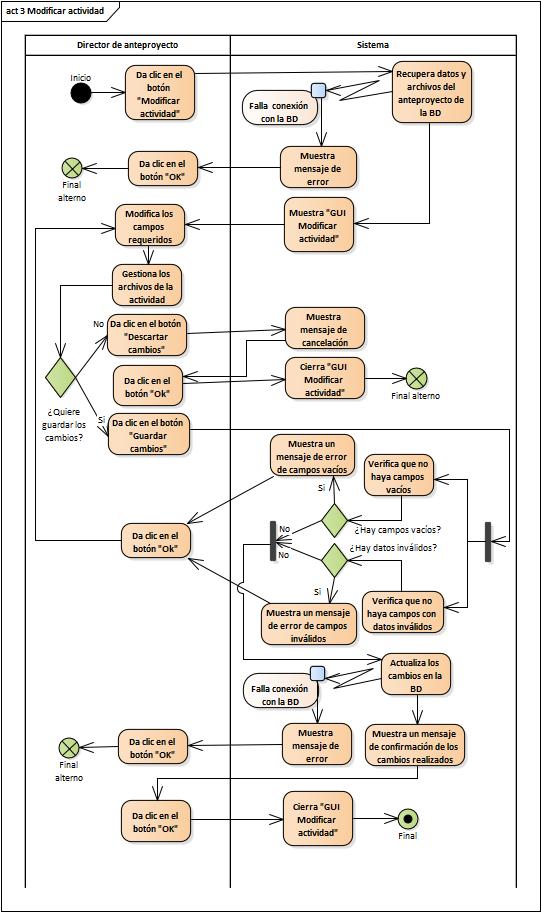 act 3 Modificar actividad
Director de anteproyecto
Sistema
Inicio
Da clic en el
botón
"Modificar
actividad"
Recupera datos y
archivos del
anteproyecto de
la BD
Falla conexión
con la BD
Muestra
mensaje de
error
Da clic en el
botón "OK"
Final
alterno
Muestra "GUI
Modificar
actividad"
Modifica los
campos
requeridos
Gestiona los
archivos de la
actividad
No
Da clic en el botón
"Descartar
cambios"
Muestra
mensaje de
cancelación
Da clic en el
botón "Ok"
Cierra "GUI
Modificar
actividad"
Final alterno
¿Quiere
guardar los
cambios?
Si
Da clic en el botón
"Guardar
cambios"
Muestra un
mensaje de error
de campos vacíos
Verifica que no
haya campos
vacíos
Si
¿Hay campos vacíos?
No
Da clic en el
botón "Ok"
No
¿Hay datos inválidos?
Si
Verifica que no
haya campos con
datos inválidos
Muestra un mensaje
de error de campos
inválidos
Actualiza los
cambios en la
BD
Falla conexión
con la BD
Muestra
mensaje de
error
Muestra un mensaje
de confirmación de los
cambios realizados
Da clic en el
botón "OK"
Final
alterno
Da clic en el
botón "OK"
Cierra "GUI
Modificar
actividad"
Final